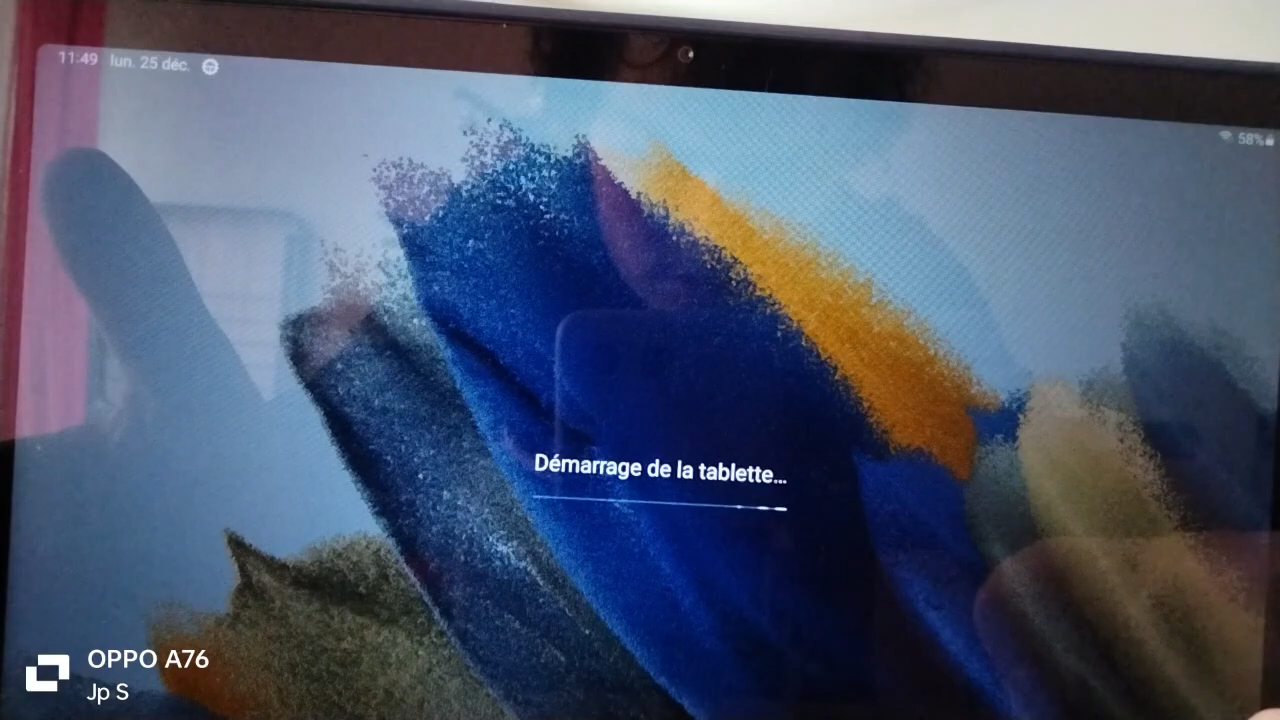 11:49 lun. 25 déc.
58%
Démarrage de la tablette...
OPPO A76
Jp S